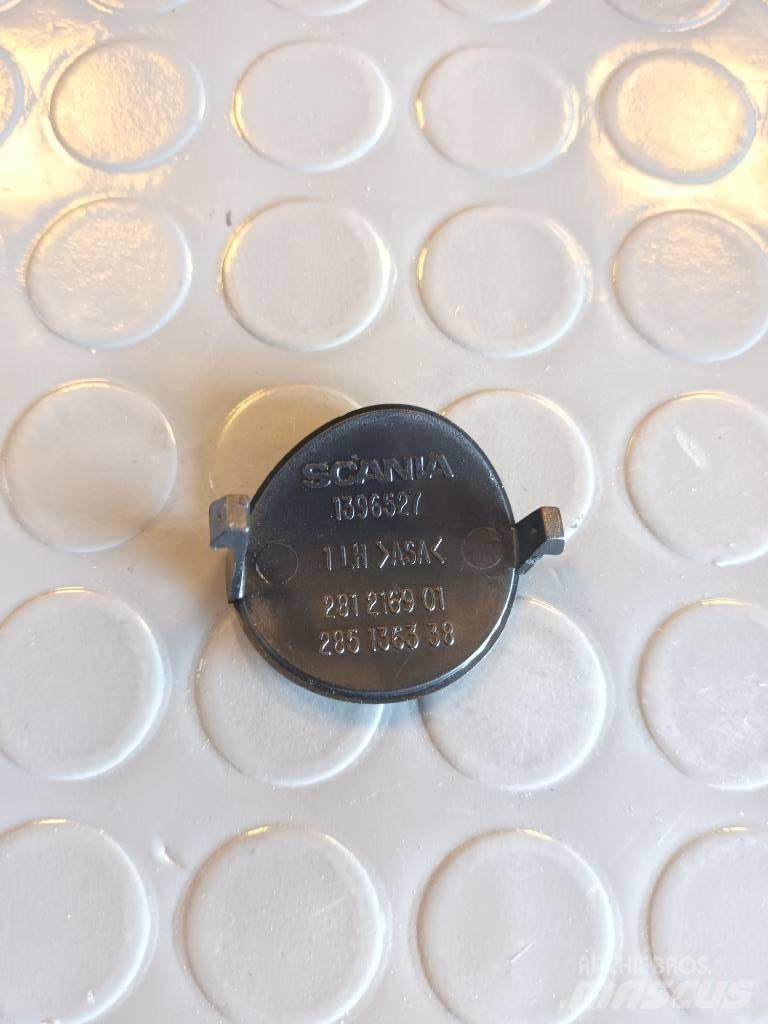 SCANIA
1396527
1 LH >ASA<
281 2169 01
285 1363 38
RITCHIE BROS.
MASCUS